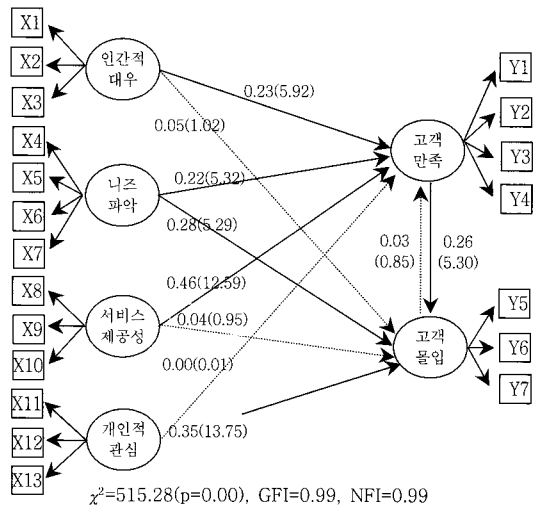 X1
X2
X3
X4
X5
X6
X7
X8
X9
X10
X11
X12
X13
인간적
대우
니즈
파악
서비스
제공성
개인적
관심
0.23(5.92)
0.05(1.02)
0.22(5.32)
0.28(5.29)
0.46(12.59)
0.04(0.95)
0.00(0.01)
0.35(13.75)
고객
만족
0.03
(0.85)
0.26
(5.30)
고객
몰입
Y1
Y2
Y3
Y4
Y5
Y6
Y7
χ²=515.28(p=0.00), GFI=0.99, NFI=0.99